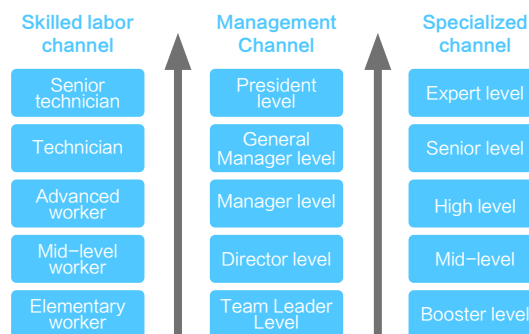 Skilled labor
channel
Senior
technician
Technician
Advanced
worker
Mid-level
worker
Elementary
worker
Management
Channel
President
level
General
Manager level
Manager level
Director level
Team Leader
Level
Specialized
channel
Expert level
Senior level
High level
Mid-level
Booster level